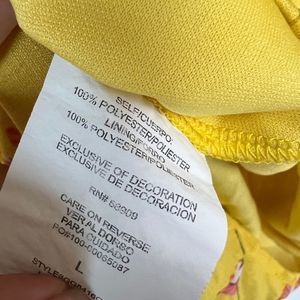 SELF/CUERPO:
100% POLYESTER/POLIESTER
LINING/FORRO
100% POLYESTER/POLIESTER
EXCLUSIVE OF DECORATION
EXCLUSIVE DE DECORACION
RN# 68909
CARE ON REVERSE
VER AL DORSO
PARA CUIDADO
L